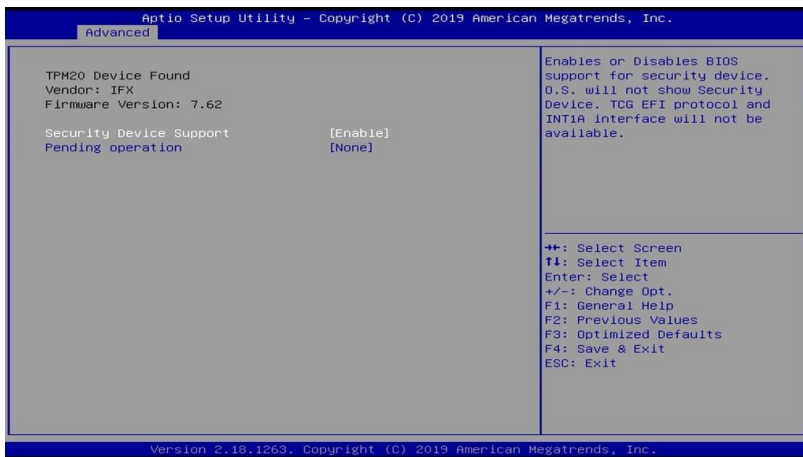 Aptio Setup Utility – Copyright (C) 2019 American Megatrends, Inc.
Advanced
TPM20 Device Found
Vendor: IFX
Firmware Version: 7.62
Security Device Support [Enable]
Pending operation [None]
Enables or Disables BIOS
support for security device.
O.S. will not show Security
Device. TCG EFI protocol and
INT1A interface will not be
available.
→←: Select Screen
↑↓: Select Item
Enter: Select
+/-: Change Opt.
F1: General Help
F2: Previous Values
F3: Optimized Defaults
F4: Save & Exit
ESC: Exit
Version 2.18.1263. Copyright (C) 2019 American Megatrends, Inc.